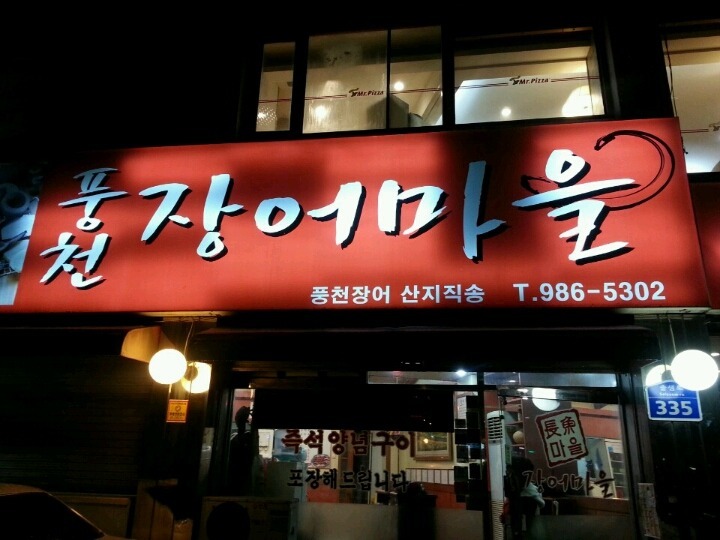 Mr.Pizza
Mr.Pizza
풍천 장어마을
풍천장어 산지직송 T.986-5302
335
즉석양념구이
포장해드립니다
長魚
마을
장어마을